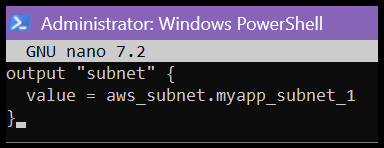 Administrator: Windows PowerShell
GNU nano 7.2
output "subnet" {
  value = aws_subnet.myapp_subnet_1
}